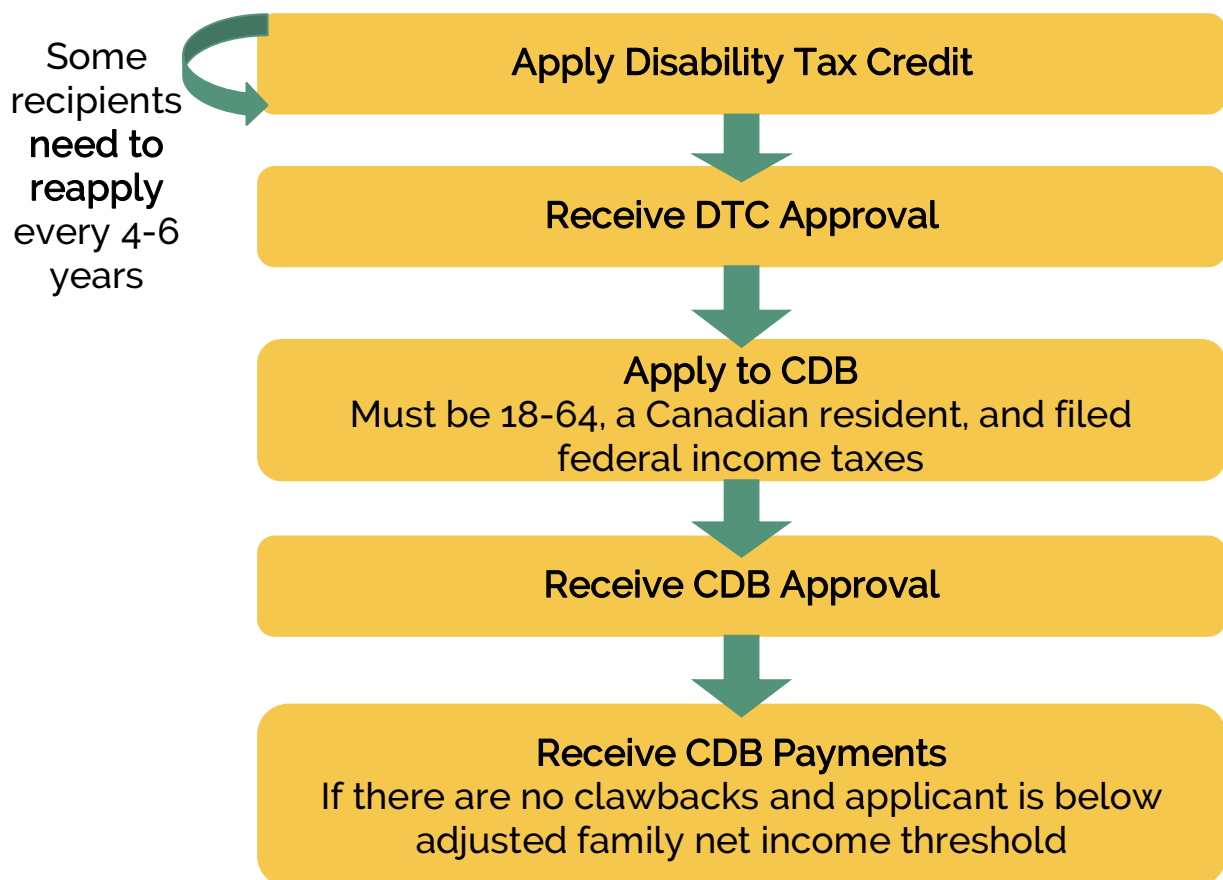 Some
recipients
need to
reapply
every 4-6
years
Apply Disability Tax Credit
Receive DTC Approval
Apply to CDB
Must be 18-64, a Canadian resident, and filed
federal income taxes
Receive CDB Approval
Receive CDB Payments
If there are no clawbacks and applicant is below
adjusted family net income threshold